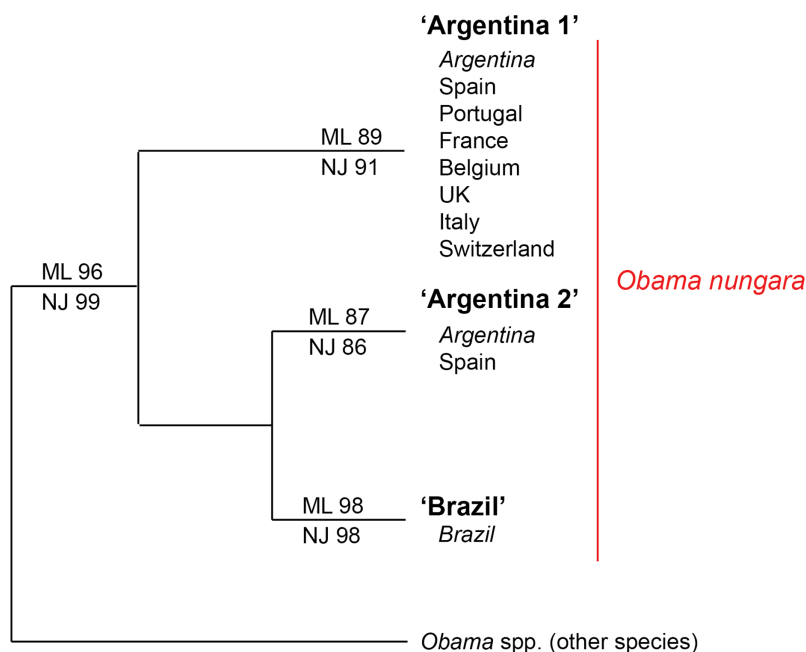 ‘Argentina 1’
Argentina
Spain
Portugal
France
Belgium
UK
Italy
Switzerland
ML 89
NJ 91
ML 96
NJ 99
Obama nungara
‘Argentina 2’
Argentina
Spain
ML 87
NJ 86
‘Brazil’
Brazil
ML 98
NJ 98
Obama spp. (other species)